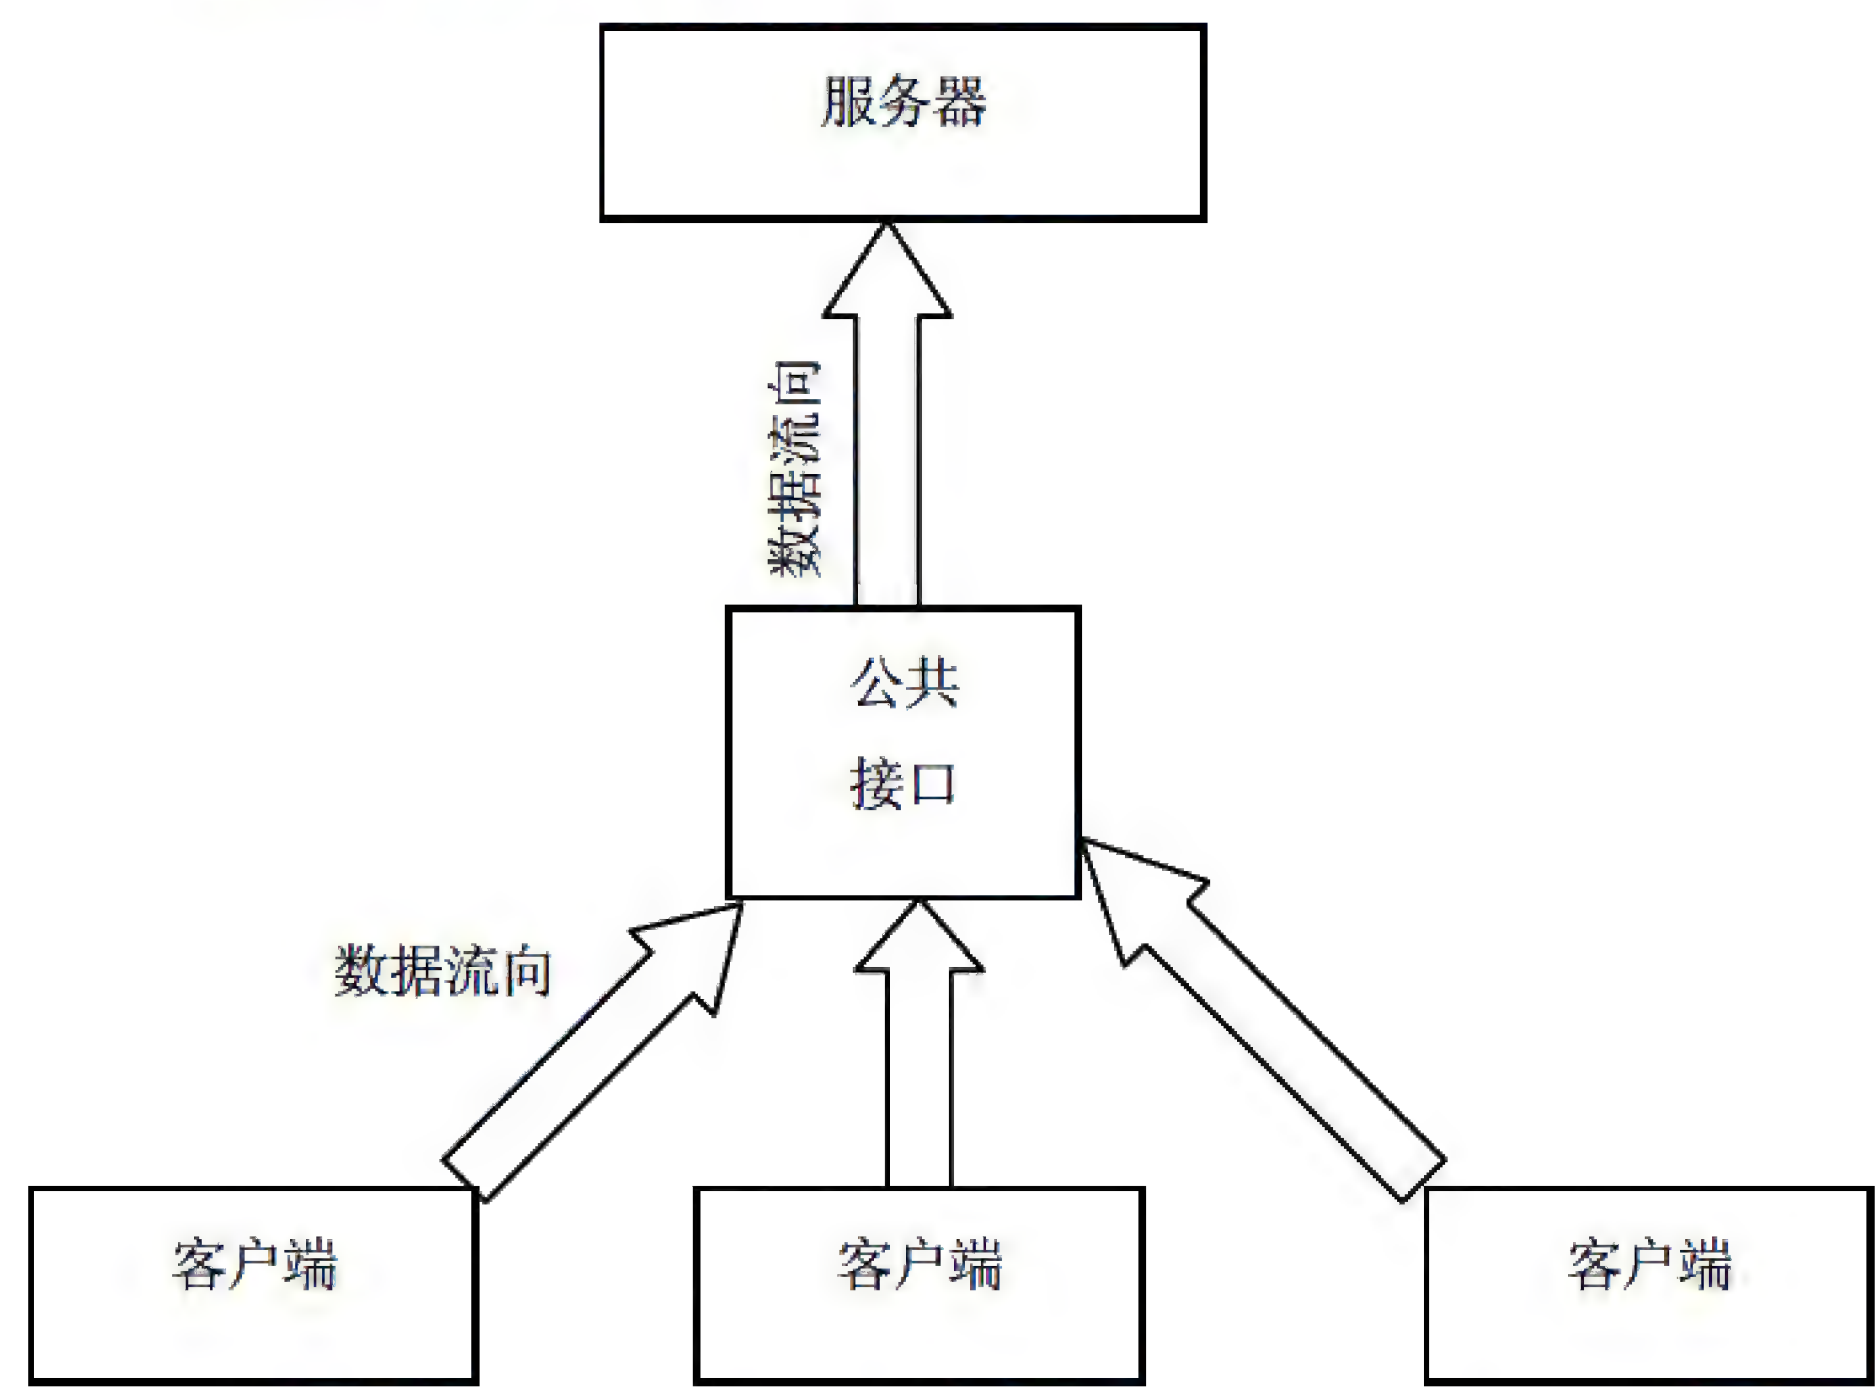 服务器
数据流向
公共
接口
数据流向
客户端
客户端
客户端